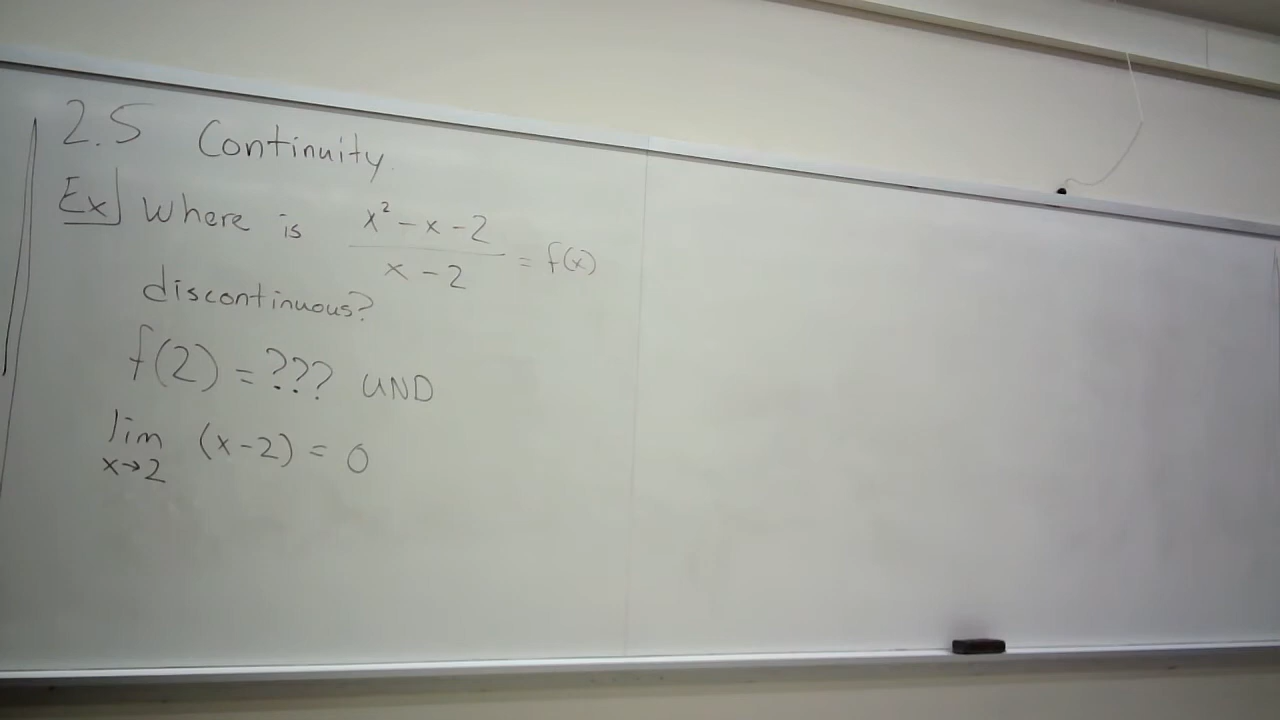 2.5 Continuity.
Ex] Where is x² - x - 2 / x - 2 = f(x)
discontinuous?
f(2) = ??? UND
lim x→2 (x-2) = 0